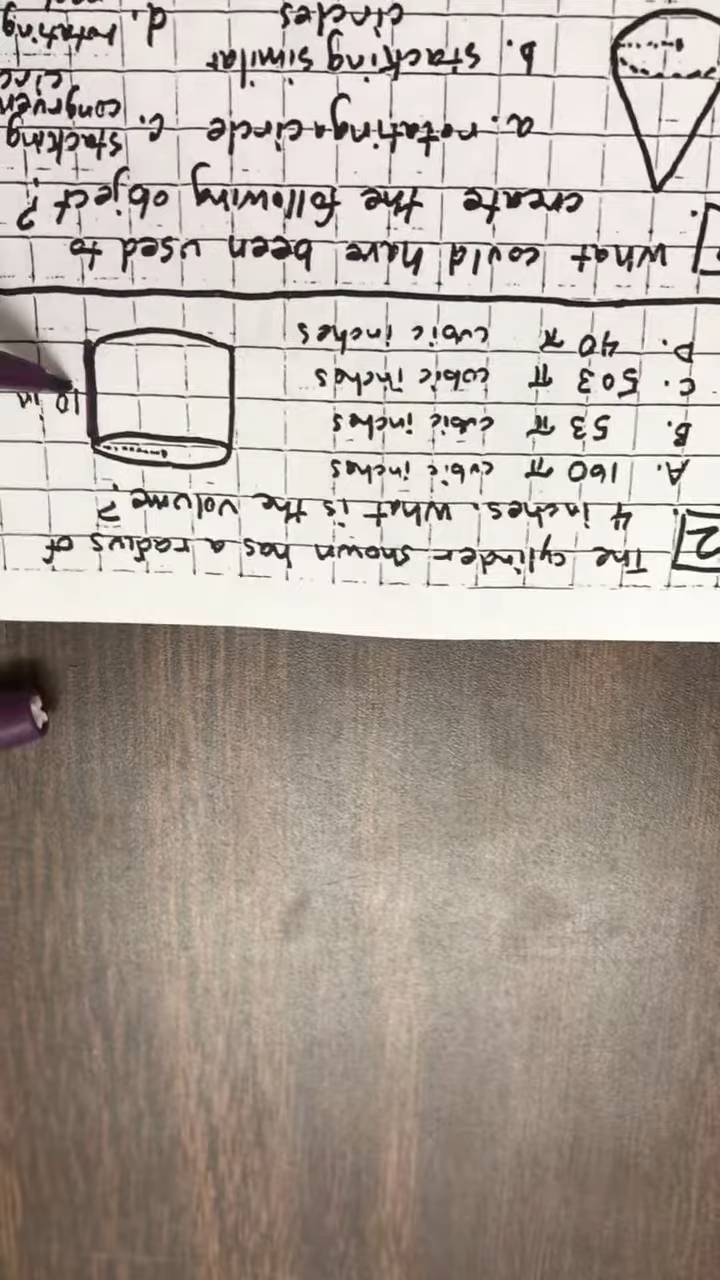 2. The cylinder shown has a radius of
4 inches. What is the volume?
A. 160 π cubic inches
B. 53 π cubic inches
C. 503 π cubic inches
D. 40 π cubic inches
10 in
What could have been used to
create the following object?
a. rotating a circle
b. stacking similar
circles
c. stacking
d. rotating